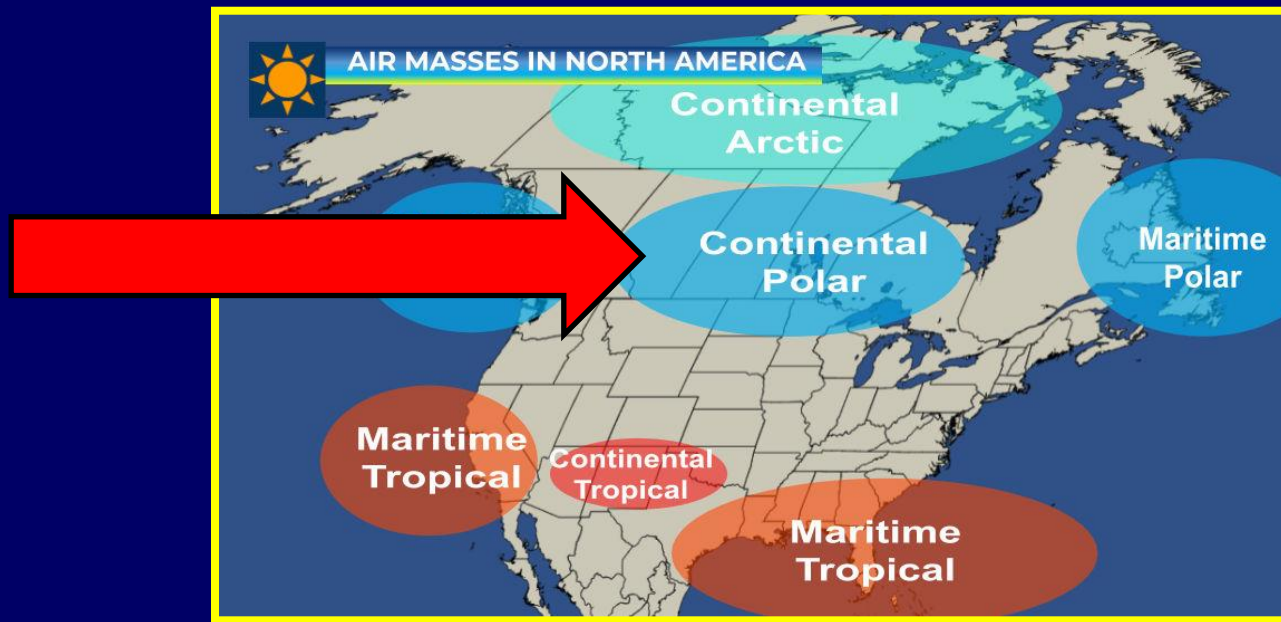 AIR MASSES IN NORTH AMERICA
Continental
Arctic
Continental
Polar
Maritime
Polar
Maritime
Tropical
Continental
Tropical
Maritime
Tropical